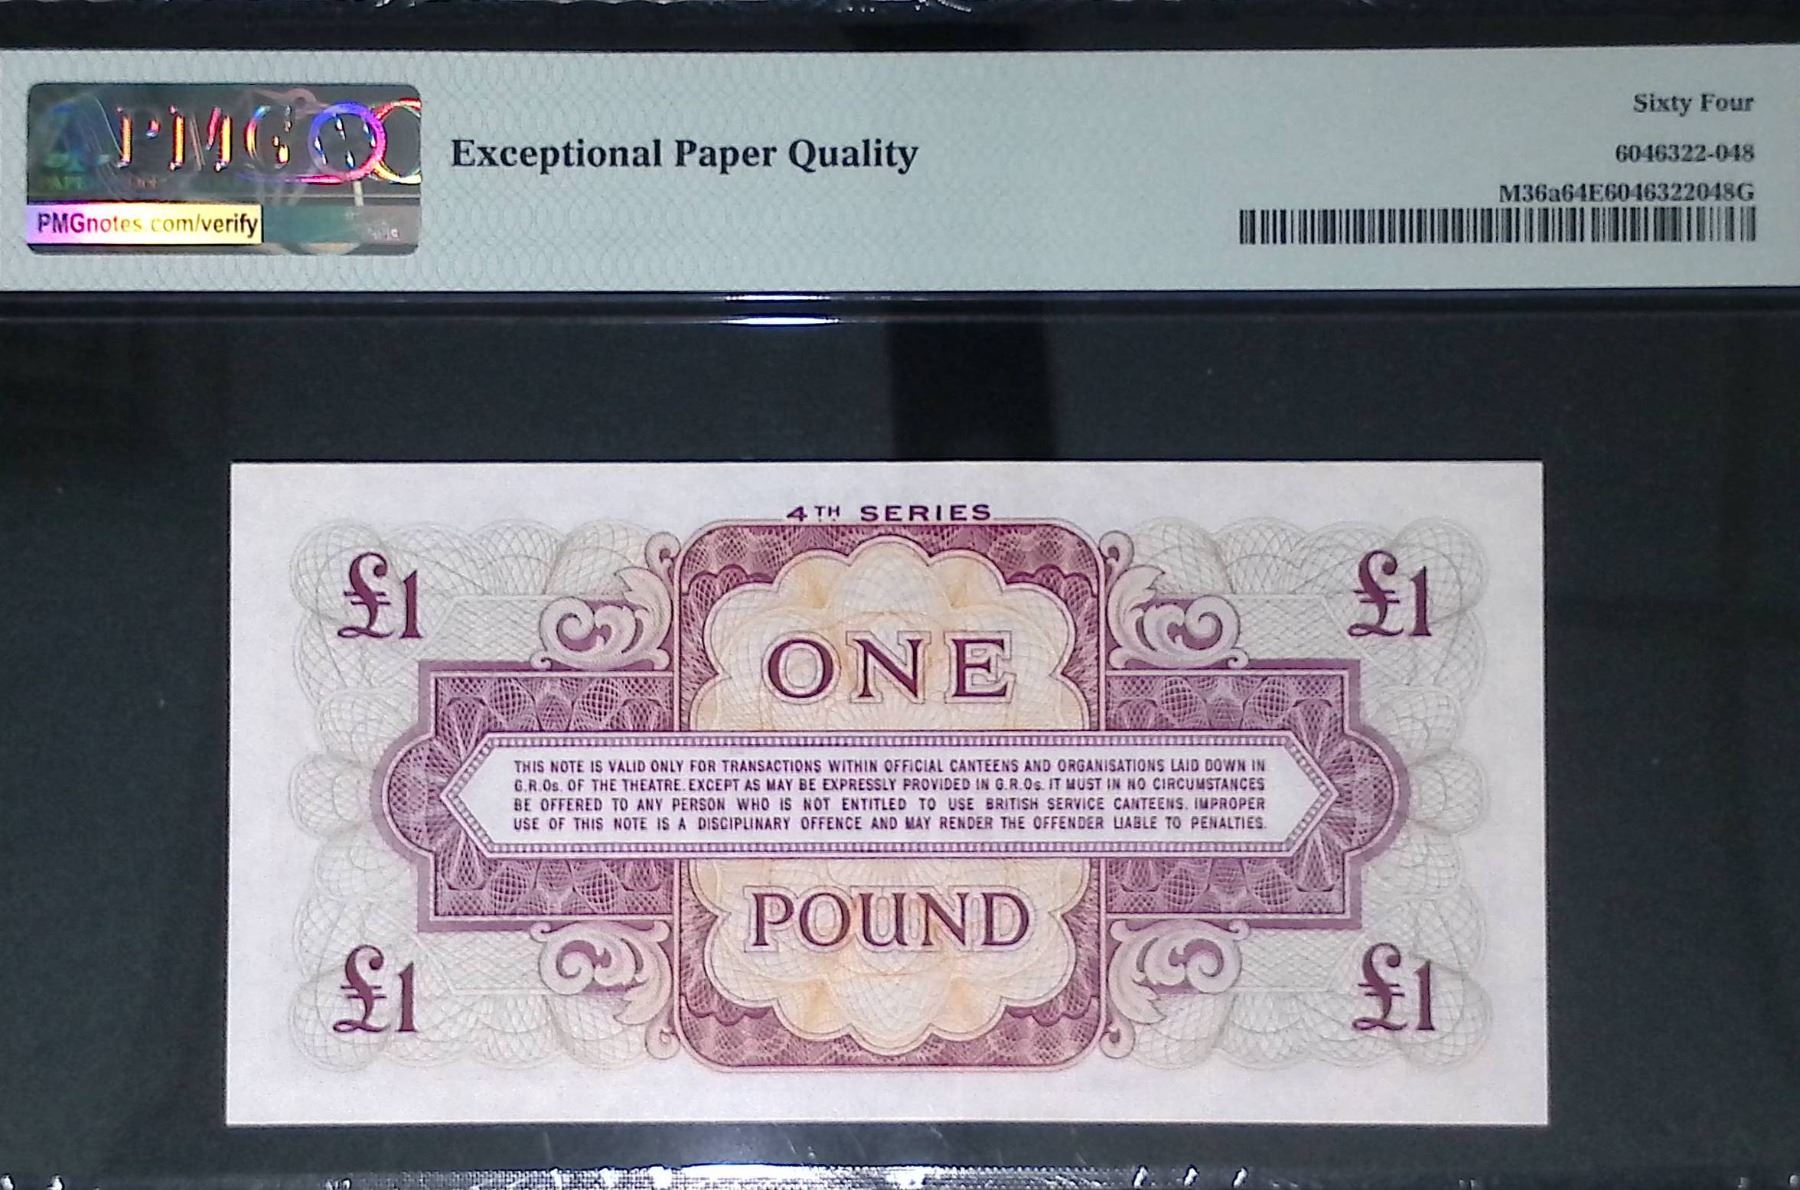 PMG
PMGnotes.com/verify
Exceptional Paper Quality
Sixty Four
6046322-048
M36a64E6046322048G
4TH SERIES
£1 £1
ONE
THIS NOTE IS VALID ONLY FOR TRANSACTIONS WITHIN OFFICIAL CANTEENS AND ORGANISATIONS LAID DOWN IN
G.R.Os. OF THE THEATRE. EXCEPT AS MAY BE EXPRESSLY PROVIDED IN G.R.Os. IT MUST IN NO CIRCUMSTANCES
BE OFFERED TO ANY PERSON WHO IS NOT ENTITLED TO USE BRITISH SERVICE CANTEENS. IMPROPER
USE OF THIS NOTE IS A DISCIPLINARY OFFENCE AND MAY RENDER THE OFFENDER LIABLE TO PENALTIES.
POUND
£1 £1